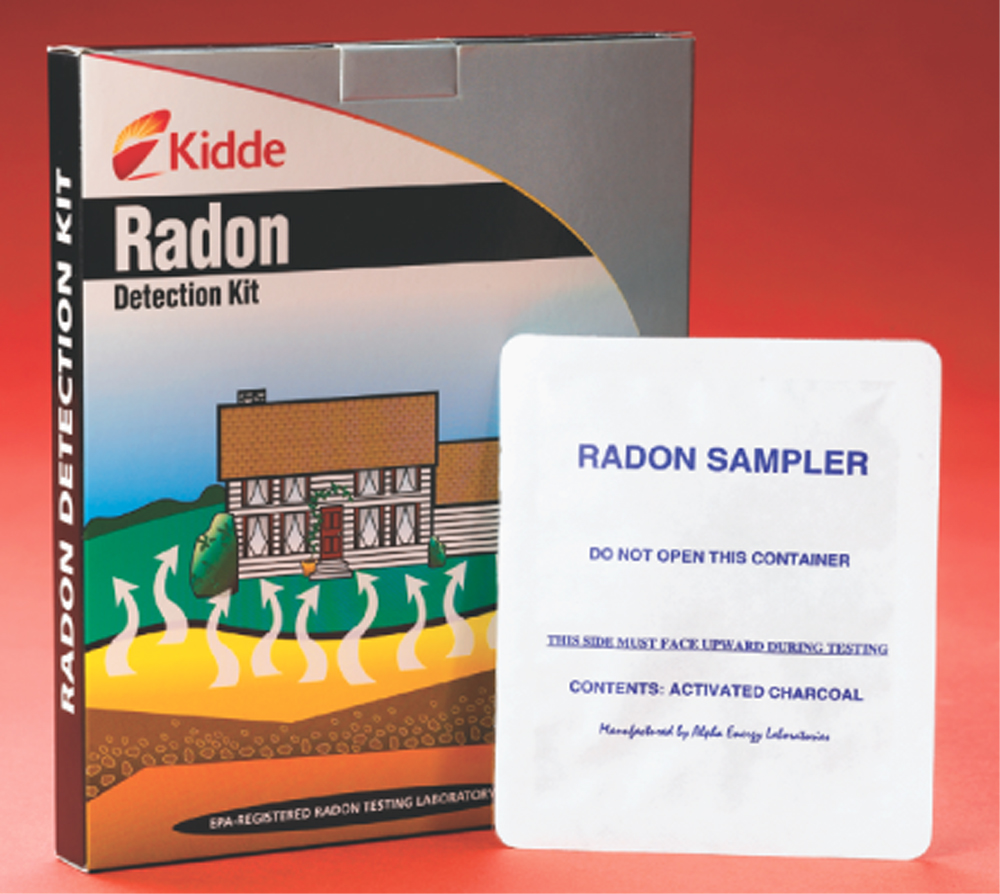 Kidde
Radon
Detection Kit
RADON DETECTION KIT
EPA-REGISTERED RADON TESTING LABORATORY
RADON SAMPLER
DO NOT OPEN THIS CONTAINER
THIS SIDE MUST FACE UPWARD DURING TESTING
CONTENTS: ACTIVATED CHARCOAL
Manufactured by Alpha Energy Laboratories